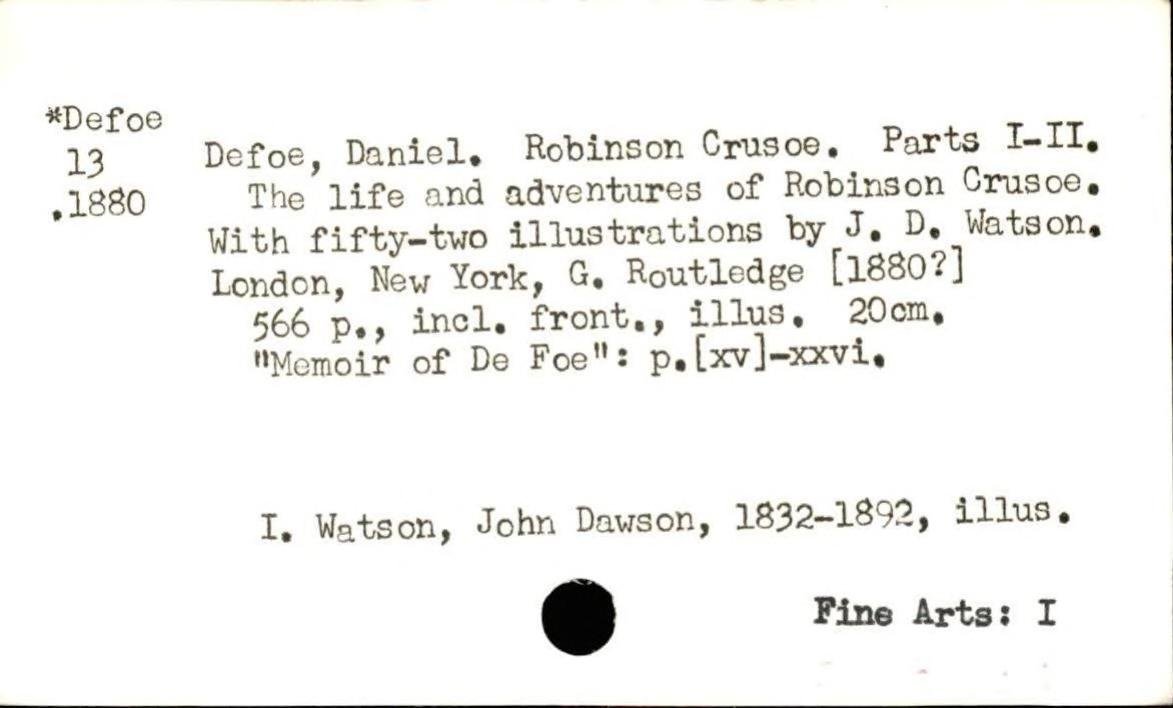 *Defoe
13
.1880
Defoe, Daniel. Robinson Crusoe. Parts I-II.
The life and adventures of Robinson Crusoe.
With fifty-two illustrations by J. D. Watson.
London, New York, G. Routledge [1880?]
566 p., incl. front., illus. 20cm.
"Memoir of De Foe": p.[xv]-xxvi.
I. Watson, John Dawson, 1832-1892, illus.
Fine Arts: I